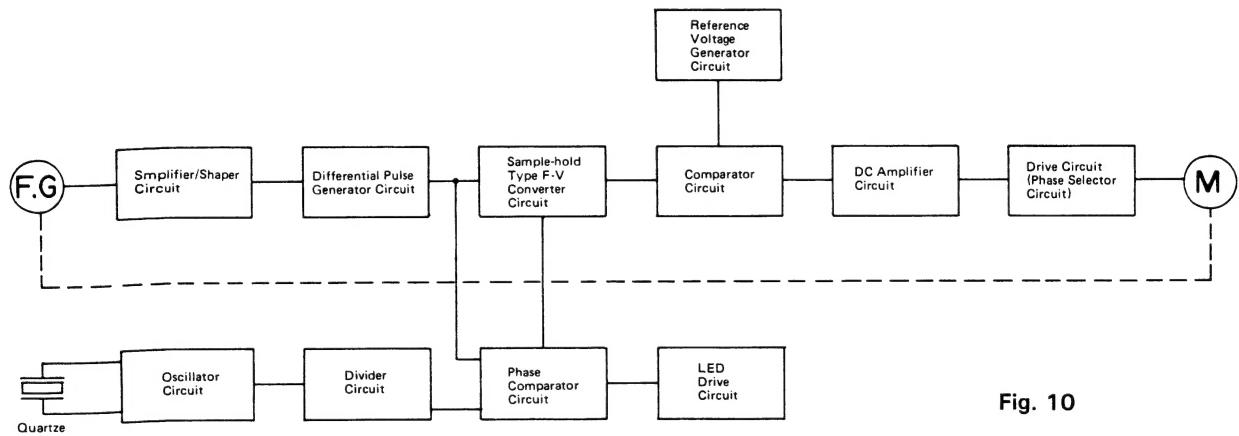 Reference
Voltage
Generator
Circuit
F.G
Smplifier/Shaper
Circuit
Differential Pulse
Generator Circuit
Sample-hold
Type F-V
Converter
Circuit
Comparator
Circuit
DC Amplifier
Circuit
Drive Circuit
(Phase Selector
Circuit)
M
Quartze
Oscillator
Circuit
Divider
Circuit
Phase
Comparator
Circuit
LED
Drive
Circuit
Fig. 10